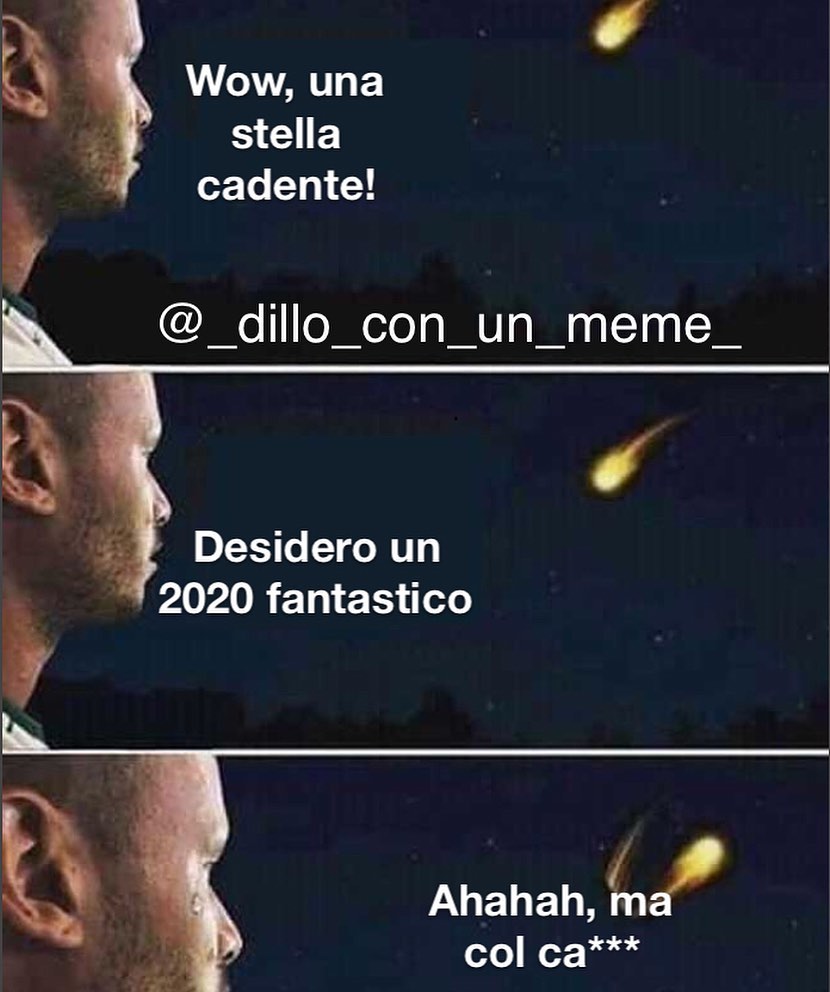 Wow, una
stella
cadente!
@_dillo_con_un_meme_
Desidero un
2020 fantastico
Ahahah, ma
col ca***